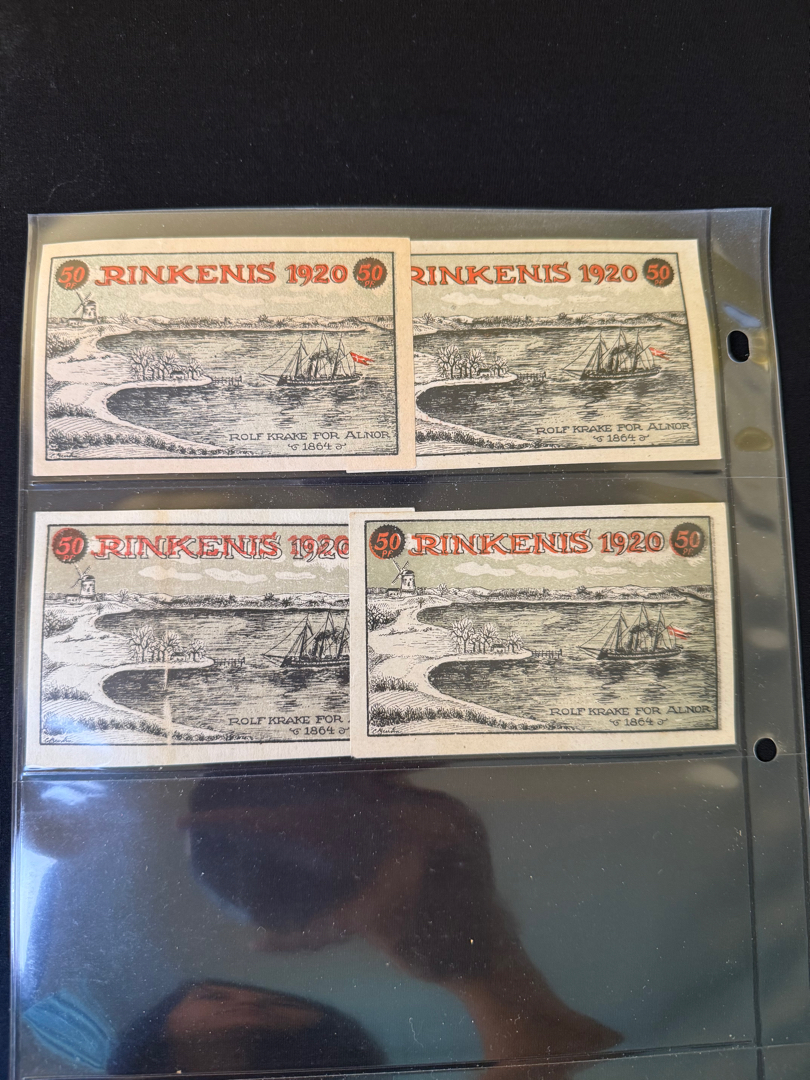 50 PF. RINKENIS 1920 50 PF.
ROLF KRAKE FOR ALNOR
1864
RINKENIS 1920 50 PF.
ROLF KRAKE FOR ALNOR
1864
50 PF. RINKENIS 1920
ROLF KRAKE FOR
1864
50 PF. RINKENIS 1920 50 PF.
ROLF KRAKE FOR ALNOR
1864